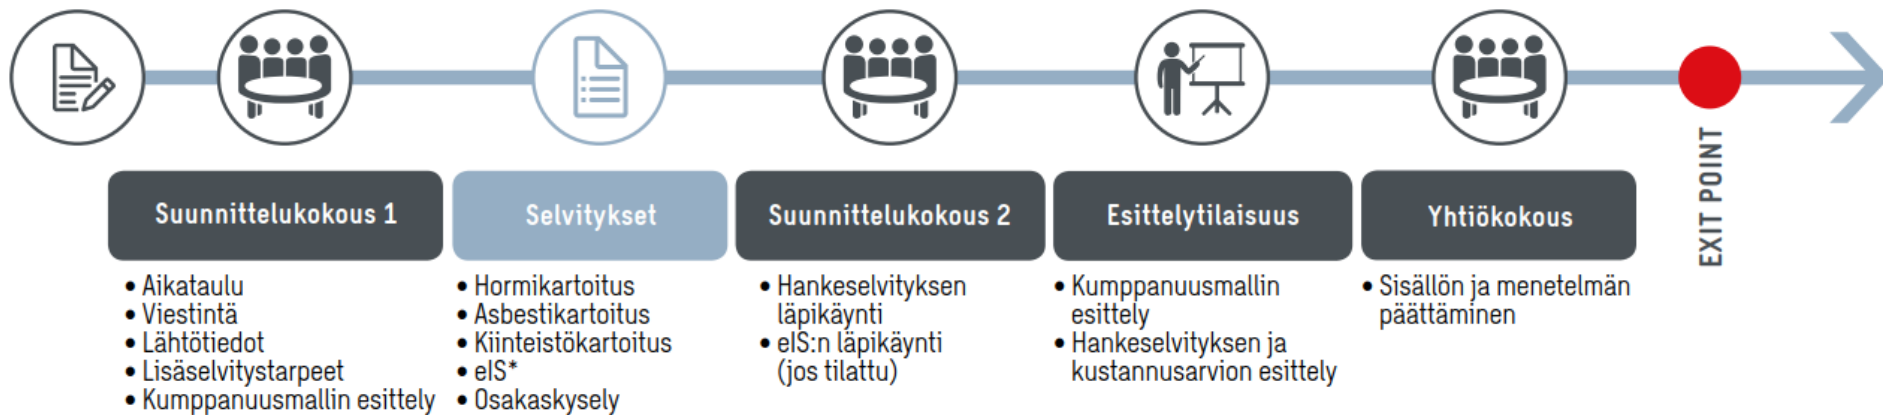 Suunnittelukokous 1
• Aikataulu
• Viestintä
• Lähtötiedot
• Lisäselvitystarpeet
• Kumppanuusmallin esittely
Selvitykset
• Hormikartoitus
• Asbestikartoitus
• Kiinteistökartoitus
• eIS*
• Osakaskysely
Suunnittelukokous 2
• Hankeselvityksen
läpikäynti
• eIS:n läpikäynti
(jos tilattu)
Esittelytilaisuus
• Kumppanuusmallin
esittely
• Hankeselvityksen ja
kustannusarvion esittely
Yhtiökokous
• Sisällön ja menetelmän
päättäminen
EXIT POINT